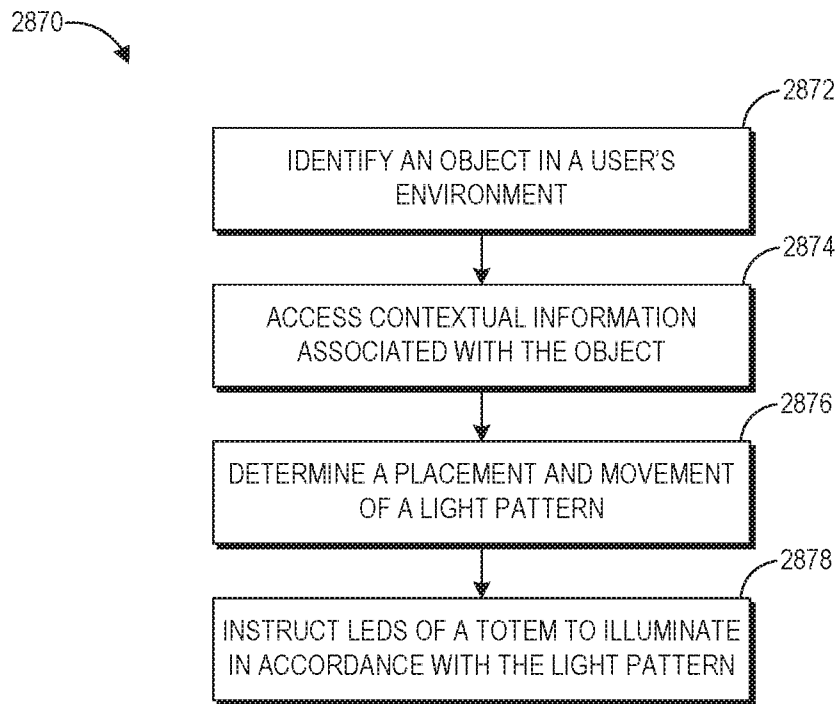 2870
2872
IDENTIFY AN OBJECT IN A USER'S
ENVIRONMENT
2874
ACCESS CONTEXTUAL INFORMATION
ASSOCIATED WITH THE OBJECT
2876
DETERMINE A PLACEMENT AND MOVEMENT
OF A LIGHT PATTERN
2878
INSTRUCT LEDS OF A TOTEM TO ILLUMINATE
IN ACCORDANCE WITH THE LIGHT PATTERN